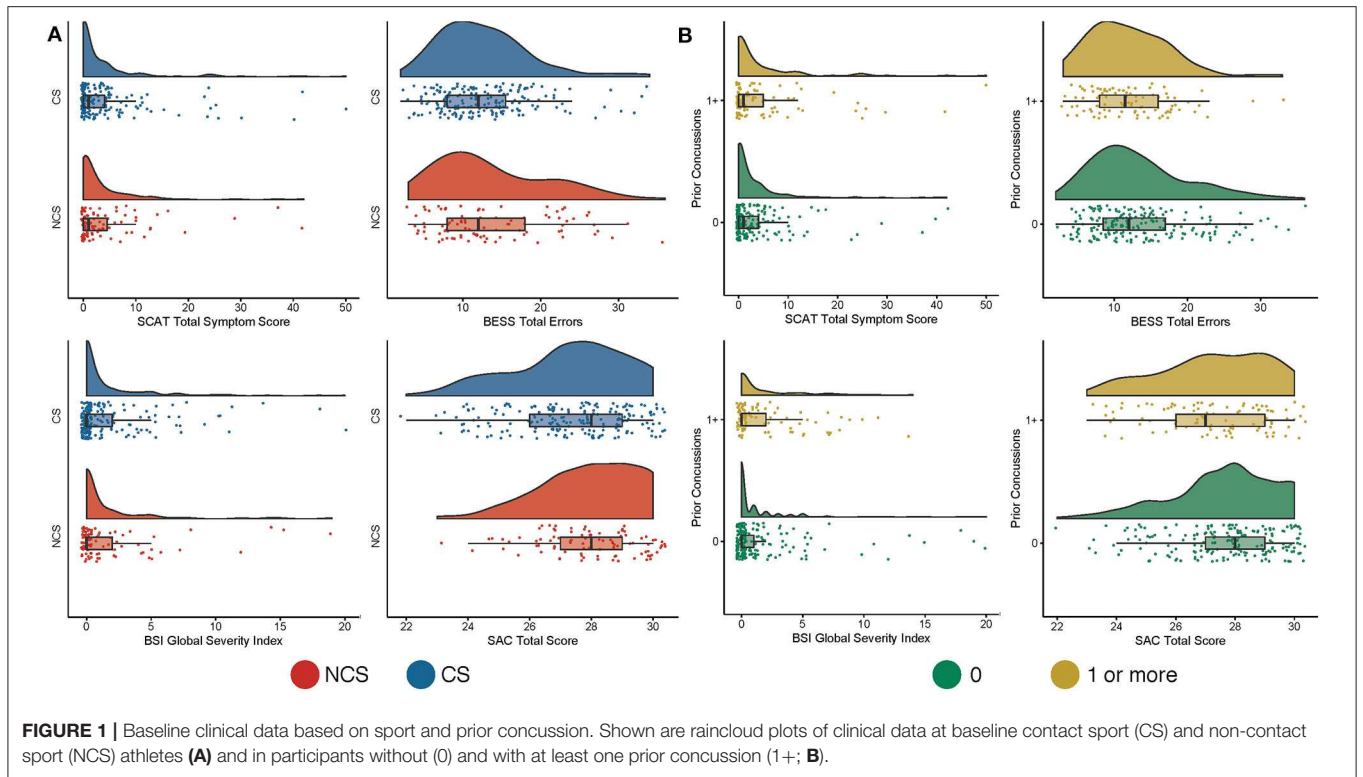 A
B
CS
NCS
0
10
20
30
40
50
SCAT Total Symptom Score
CS
NCS
10
20
30
BESS Total Errors
Prior Concussions
1+
0
0
10
20
30
40
50
SCAT Total Symptom Score
Prior Concussions
1+
0
10
20
30
BESS Total Errors
CS
NCS
0
5
10
15
20
BSI Global Severity Index
CS
NCS
22
24
26
28
30
SAC Total Score
Prior Concussions
1+
0
0
5
10
15
20
BSI Global Severity Index
Prior Concussions
1+
0
22
24
26
28
30
SAC Total Score
NCS
CS
0
1 or more
FIGURE 1 | Baseline clinical data based on sport and prior concussion. Shown are raincloud plots of clinical data at baseline contact sport (CS) and non-contact
sport (NCS) athletes (A) and in participants without (0) and with at least one prior concussion (1+; B).